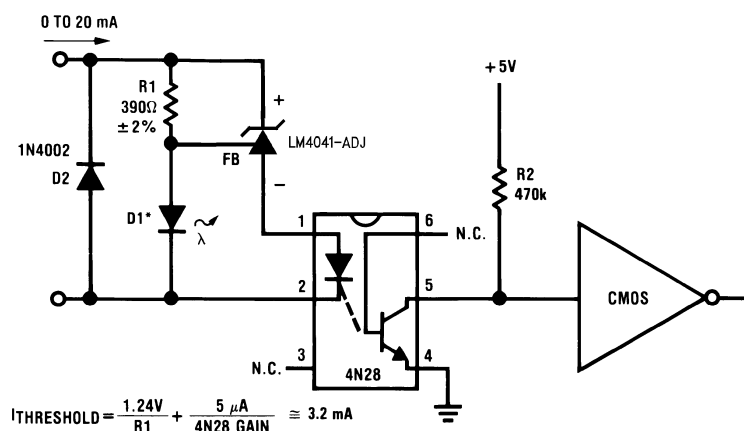 0 TO 20 mA
R1
390Ω
±2%
+
LM4041-ADJ
FB
−
1N4002
D2
D1*
λ
+5V
R2
470k
1
2
3
4
5
6
N.C.
N.C.
4N28
CMOS
ITHRESHOLD = 1.24V / R1 + 5 μA / 4N28 GAIN ≅ 3.2 mA